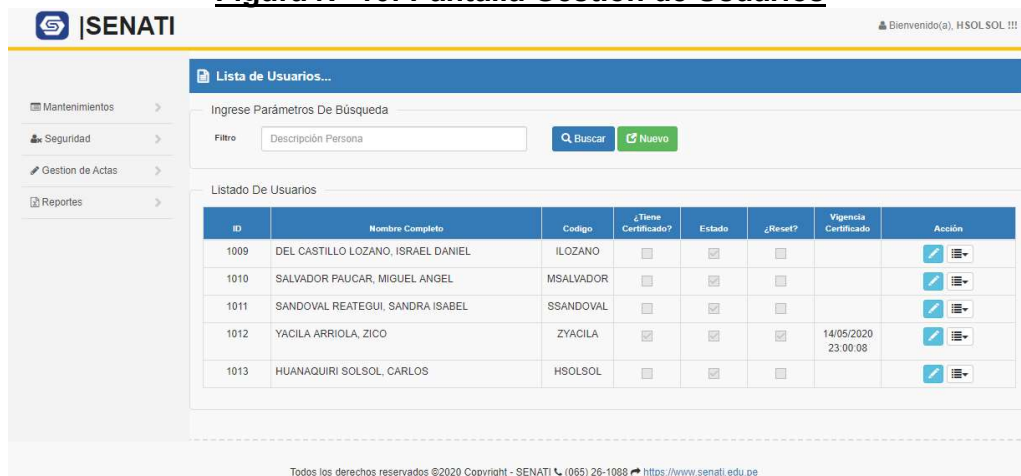 |SENATI
Bienvenido(a), HSOLSOL !!!
Lista de Usuarios...
Mantenimientos
Seguridad
Gestion de Actas
Reportes
Ingrese Parámetros De Búsqueda
Filtro Descripción Persona Buscar Nuevo
Listado De Usuarios
ID Nombre Completo Codigo ¿Tiene Certificado? Estado ¿Reset? Vigencia Certificado Acción
1009 DEL CASTILLO LOZANO, ISRAEL DANIEL ILOZANO
1010 SALVADOR PAUCAR, MIGUEL ANGEL MSALVADOR
1011 SANDOVAL REATEGUI, SANDRA ISABEL SSANDOVAL
1012 YACILA ARRIOLA, ZICO ZYACILA 14/05/2020 23:00:08
1013 HUANAQUIRI SOLSOL, CARLOS HSOLSOL
Todos los derechos reservados @2020 Copyright - SENATI (065) 26-1088 https://www.senati.edu.pe